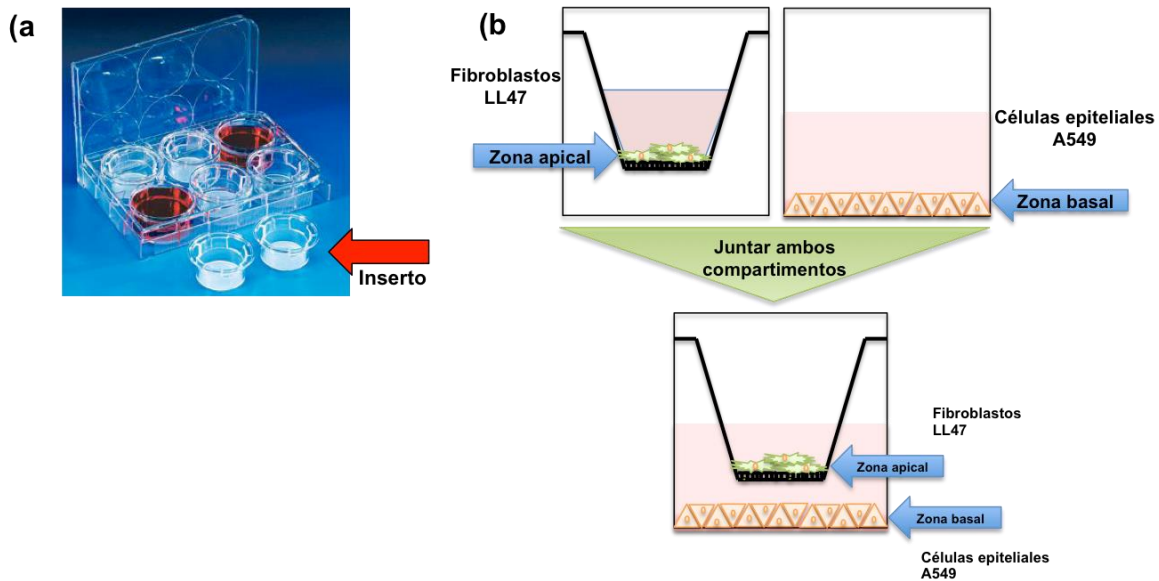 (a
Inserto
(b)
Fibroblastos
LL47
Zona apical
Células epiteliales
A549
Zona basal
Juntar ambos
compartimentos
Fibroblastos
LL47
Zona apical
Zona basal
Células epiteliales
A549